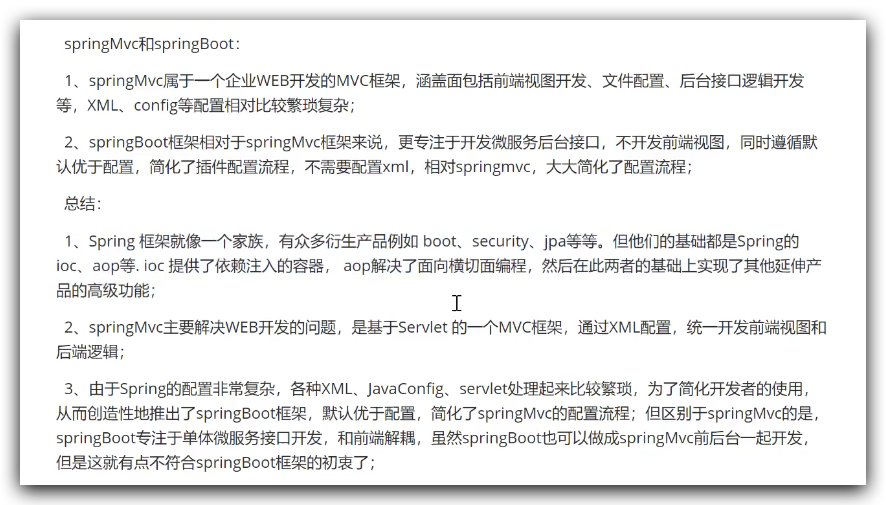 springMvc和springBoot：
1、springMvc属于一个企业WEB开发的MVC框架，涵盖面包括前端视图开发、文件配置、后台接口逻辑开发
等，XML、config等配置相对比较繁琐复杂；
2、springBoot框架相对于springMvc框架来说，更专注于开发微服务后台接口，不开发前端视图，同时遵循默
认优于配置，简化了插件配置流程，不需要配置xml，相对springmvc，大大简化了配置流程；
总结：
1、Spring 框架就像一个家族，有众多衍生产品例如 boot、security、jpa等等。但他们的基础都是Spring的
ioc、aop等. ioc 提供了依赖注入的容器， aop解决了面向横切面编程，然后在此两者的基础上实现了其他延伸产
品的高级功能；
2、springMvc主要解决WEB开发的问题，是基于Servlet 的一个MVC框架，通过XML配置，统一开发前端视图和
后端逻辑；
3、由于Spring的配置非常复杂，各种XML、JavaConfig、servlet处理起来比较繁琐，为了简化开发者的使用，
从而创造性地推出了springBoot框架，默认优于配置，简化了springMvc的配置流程；但区别于springMvc的是，
springBoot专注于单体微服务接口开发，和前端解耦，虽然springBoot也可以做成springMvc前后台一起开发，
但是这就有点不符合springBoot框架的初衷了；